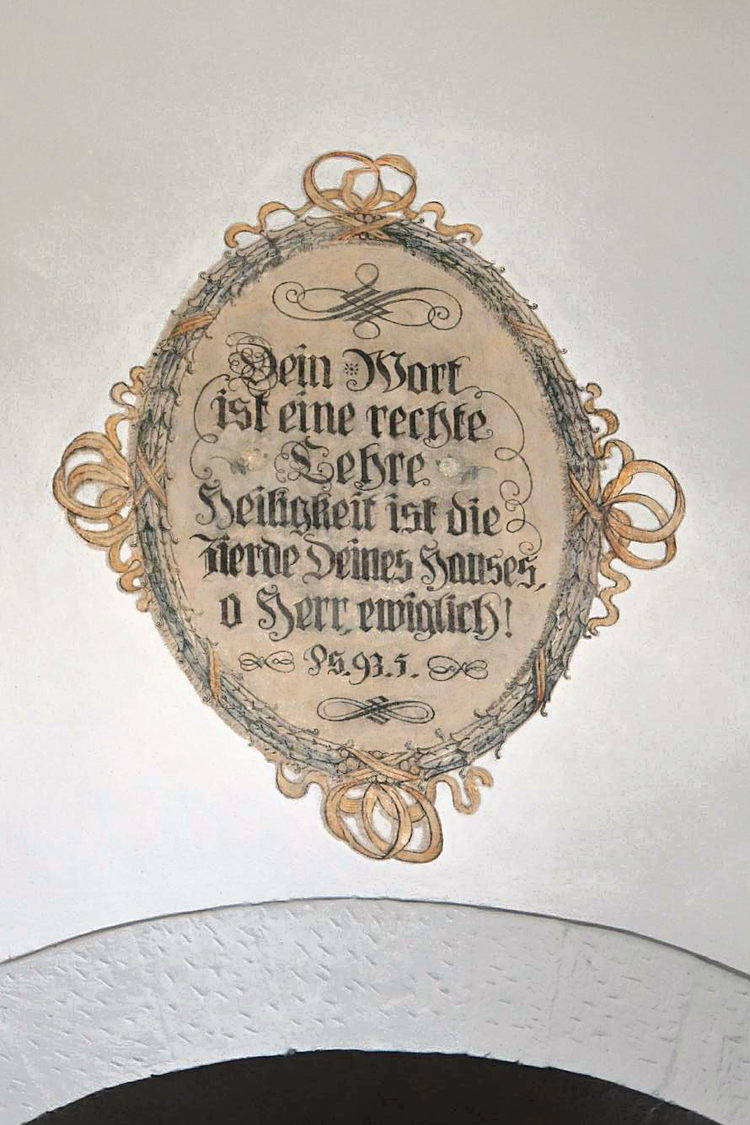 Dein Wort
ist eine rechte
Lehre
Heiligkeit ist die
Zierde Deines Hauses,
o Herr, ewiglich!
Ps. 93. 5.